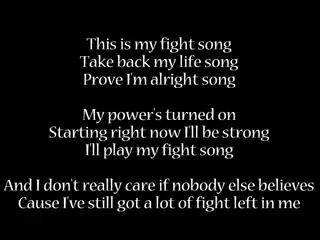 This is my fight song
Take back my life song
Prove I'm alright song
My power's turned on
Starting right now I'll be strong
I'll play my fight song
And I don't really care if nobody else believes
Cause I've still got a lot of fight left in me